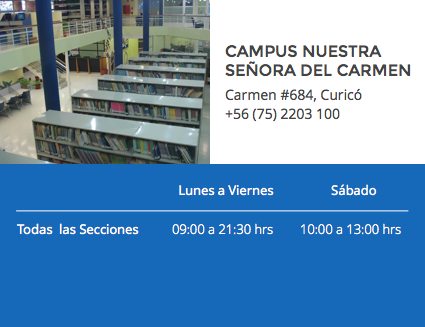 CAMPUS NUESTRA
SEÑORA DEL CARMEN
Carmen #684, Curicó
+56 (75) 2203 100
Lunes a Viernes Sábado
Todas las Secciones 09:00 a 21:30 hrs 10:00 a 13:00 hrs